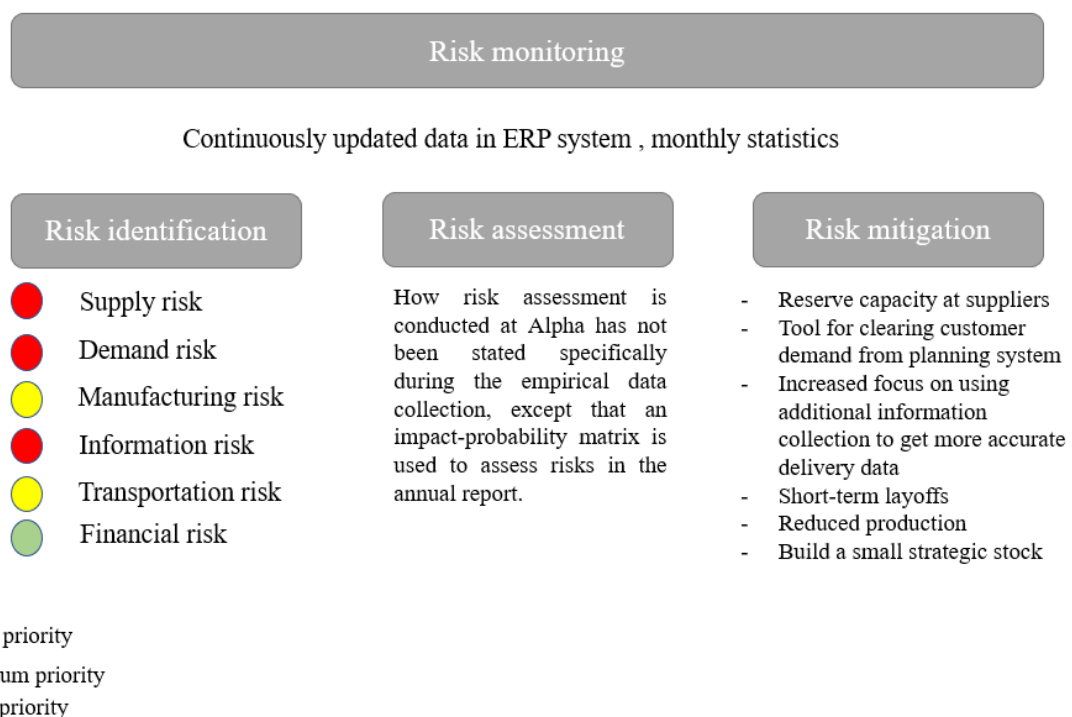 Risk monitoring
Continuously updated data in ERP system , monthly statistics
Risk identification
Supply risk
Demand risk
Manufacturing risk
Information risk
Transportation risk
Financial risk
Risk assessment
How risk assessment is
conducted at Alpha has not
been stated specifically
during the empirical data
collection, except that an
impact-probability matrix is
used to assess risks in the
annual report.
Risk mitigation
- Reserve capacity at suppliers
- Tool for clearing customer
demand from planning system
- Increased focus on using
additional information
collection to get more accurate
delivery data
- Short-term layoffs
- Reduced production
- Build a small strategic stock
priority
um priority
priority